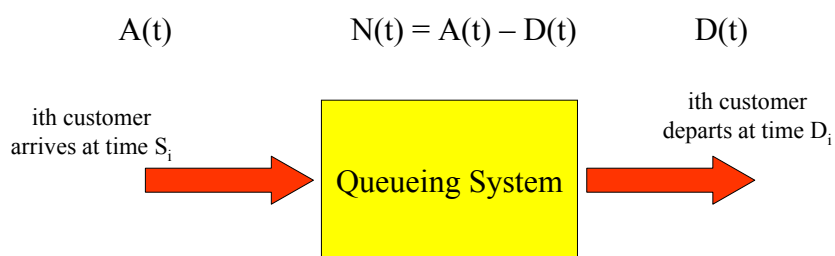 A(t)
N(t) = A(t) – D(t)
D(t)
ith customer
arrives at time Si
Queueing System
ith customer
departs at time Di